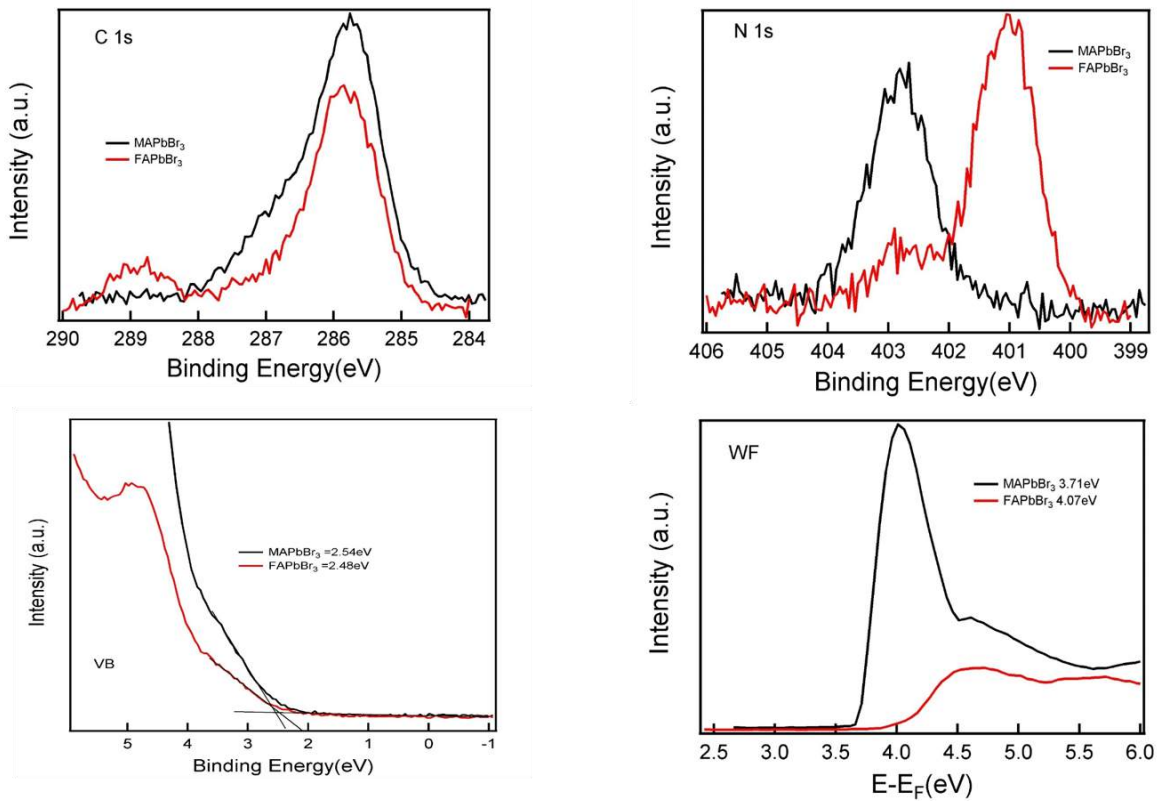 C 1s
MAPbBr₃
FAPbBr₃
Intensity (a.u.)
290 289 288 287 286 285 284
Binding Energy(eV)
N 1s
MAPbBr₃
FAPbBr₃
Intensity (a.u.)
406 405 404 403 402 401 400 399
Binding Energy(eV)
MAPbBr₃ =2.54eV
FAPbBr₃ =2.48eV
Intensity (a.u.)
VB
5 4 3 2 1 0 -1
Binding Energy(eV)
WF
MAPbBr₃ 3.71eV
FAPbBr₃ 4.07eV
Intensity (a.u.)
2.5 3.0 3.5 4.0 4.5 5.0 5.5 6.0
E-E_F(eV)